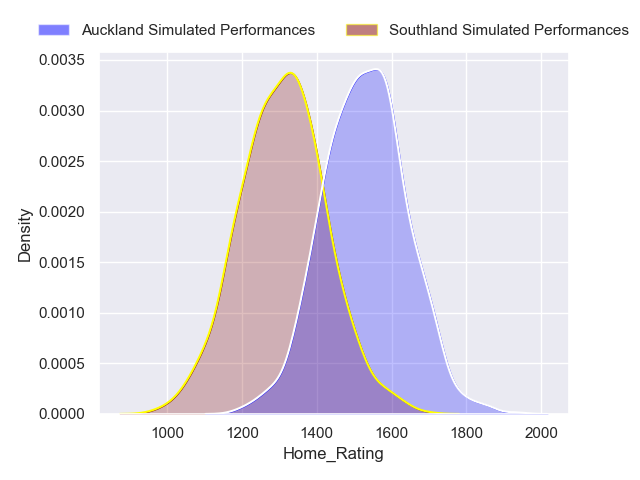 Auckland Simulated Performances
Southland Simulated Performances
0.0035
0.0030
0.0025
0.0020
0.0015
0.0010
0.0005
0.0000
Density
1000 1200 1400 1600 1800 2000
Home_Rating